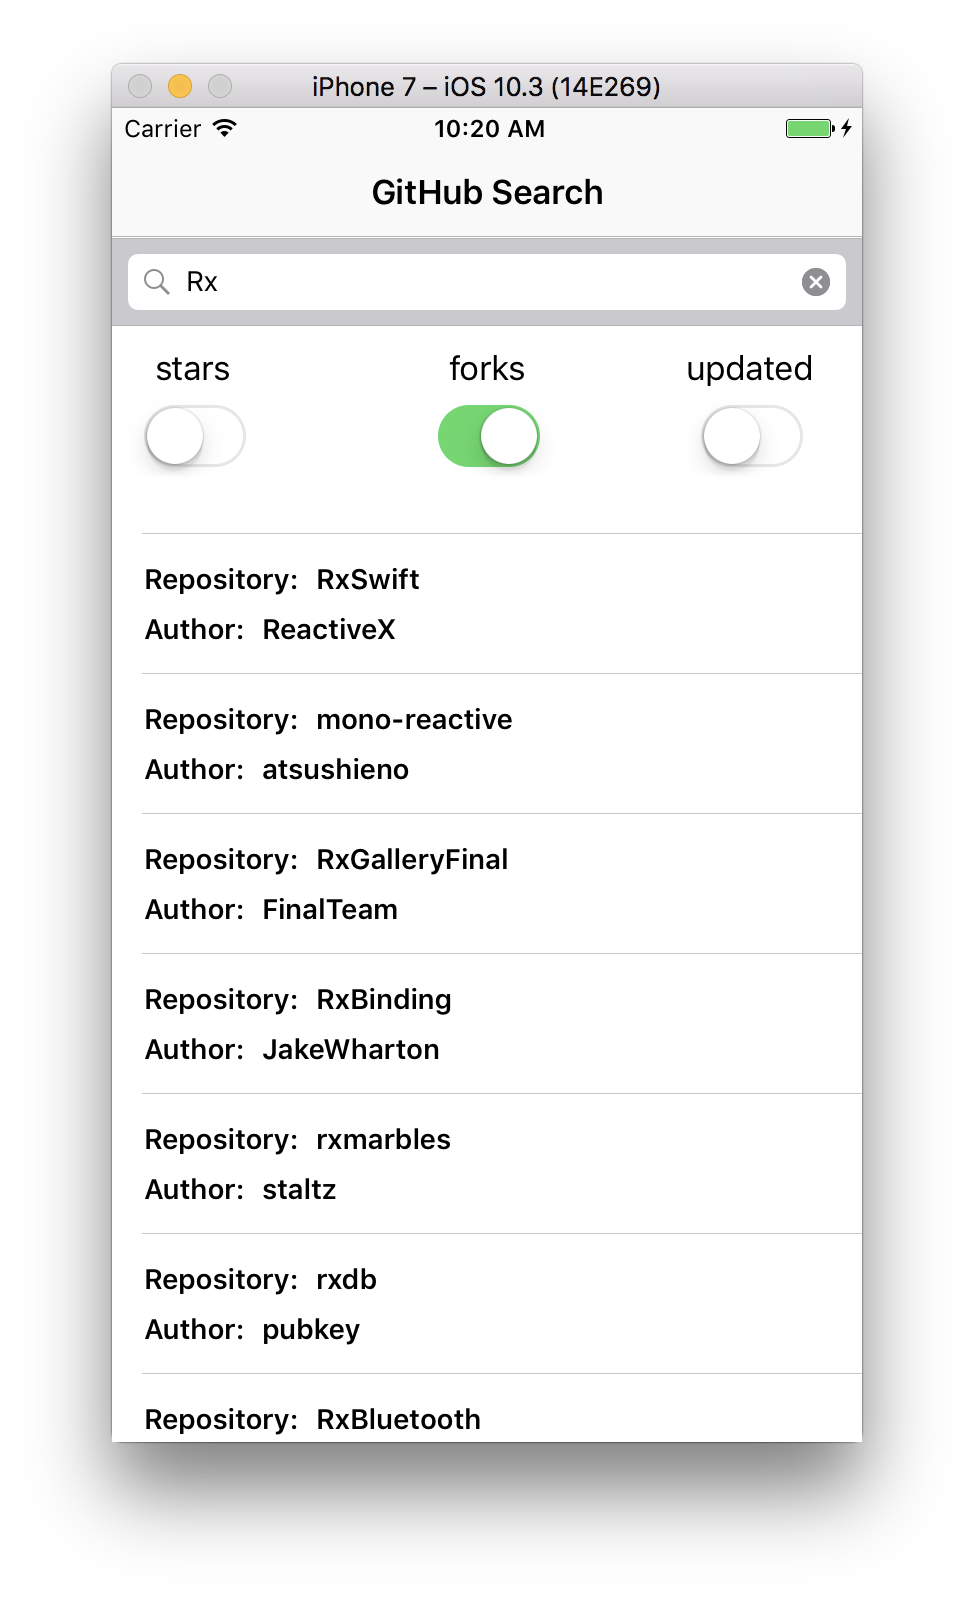 iPhone 7 – iOS 10.3 (14E269)
Carrier 10:20 AM
GitHub Search
Rx
stars forks updated
Repository: RxSwift
Author: ReactiveX
Repository: mono-reactive
Author: atsushieno
Repository: RxGalleryFinal
Author: FinalTeam
Repository: RxBinding
Author: JakeWharton
Repository: rxmarbles
Author: staltz
Repository: rxdb
Author: pubkey
Repository: RxBluetooth